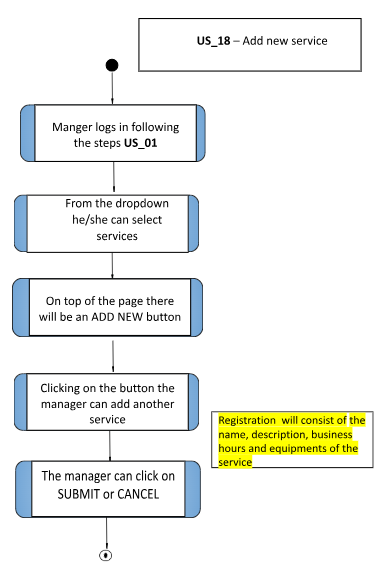 US_18 – Add new service
Manger logs in following
the steps US_01
From the dropdown
he/she can select
services
On top of the page there
will be an ADD NEW button
Clicking on the button the
manager can add another
service
Registration will consist of the
name, description, business
hours and equipments of the
service
The manager can click on
SUBMIT or CANCEL